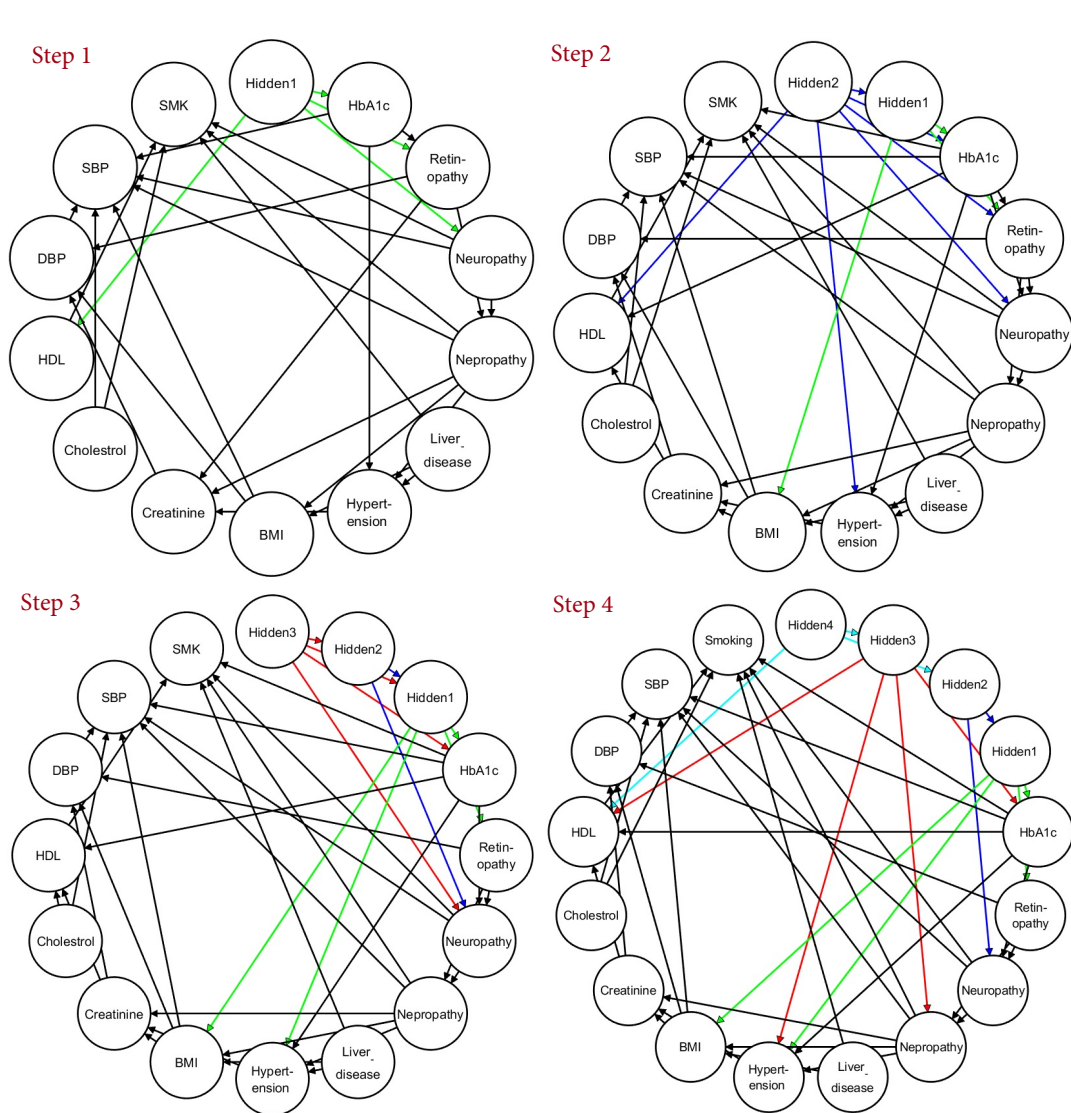 Step 1
Hidden1
SMK
HbA1c
SBP
Retin-
opathy
DBP
Neuropathy
HDL
Nepropathy
Cholestrol
Liver_
disease
Creatinine
Hypert-
ension
BMI
Step 2
Hidden2
SMK
Hidden1
SBP
HbA1c
DBP
Retin-
opathy
HDL
Neuropathy
Cholestrol
Nepropathy
Creatinine
Liver_
disease
BMI
Hypert-
ension
Step 3
Hidden3
SMK
Hidden2
SBP
Hidden1
DBP
HbA1c
HDL
Retin-
opathy
Cholestrol
Neuropathy
Creatinine
Nepropathy
BMI
Liver_
disease
Hypert-
ension
Step 4
Hidden4
Smoking
Hidden3
SBP
Hidden2
DBP
Hidden1
HDL
HbA1c
Cholestrol
Retin-
opathy
Creatinine
Neuropathy
BMI
Nepropathy
Hypert-
ension
Liver_
disease